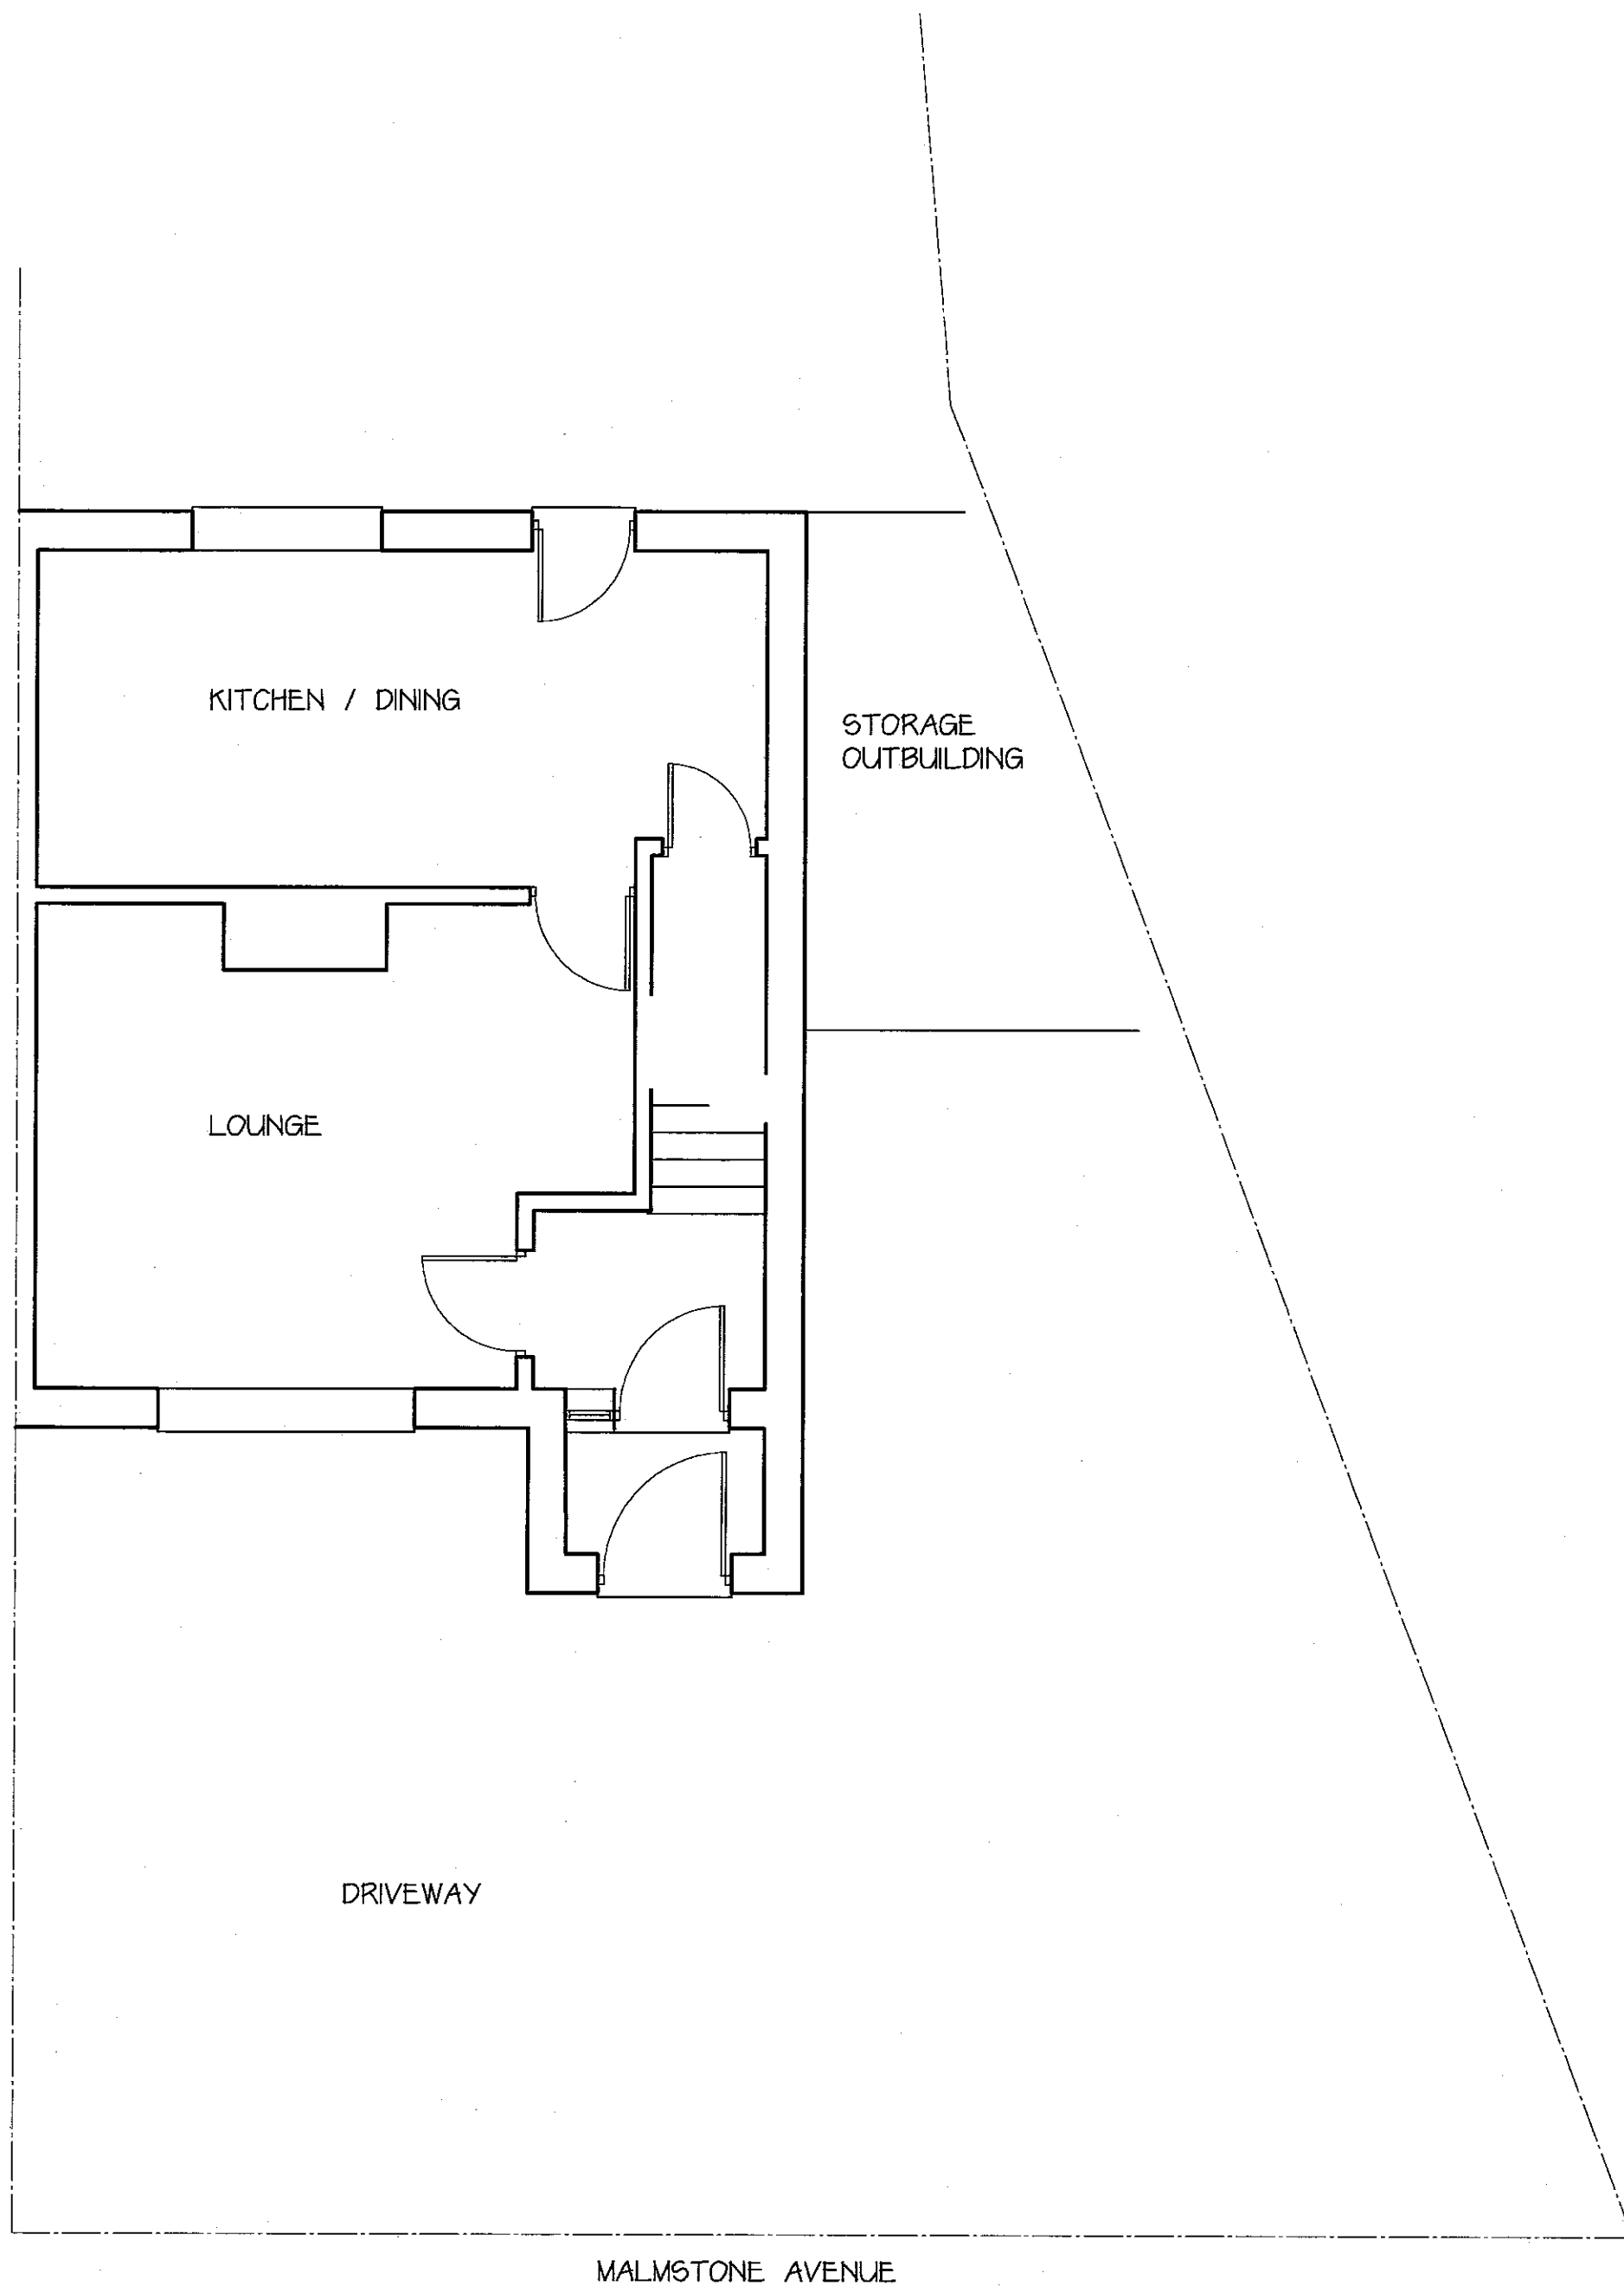 KITCHEN / DINING
STORAGE
OUTBUILDING
LOUNGE
DRIVEWAY
MALMSTONE AVENUE